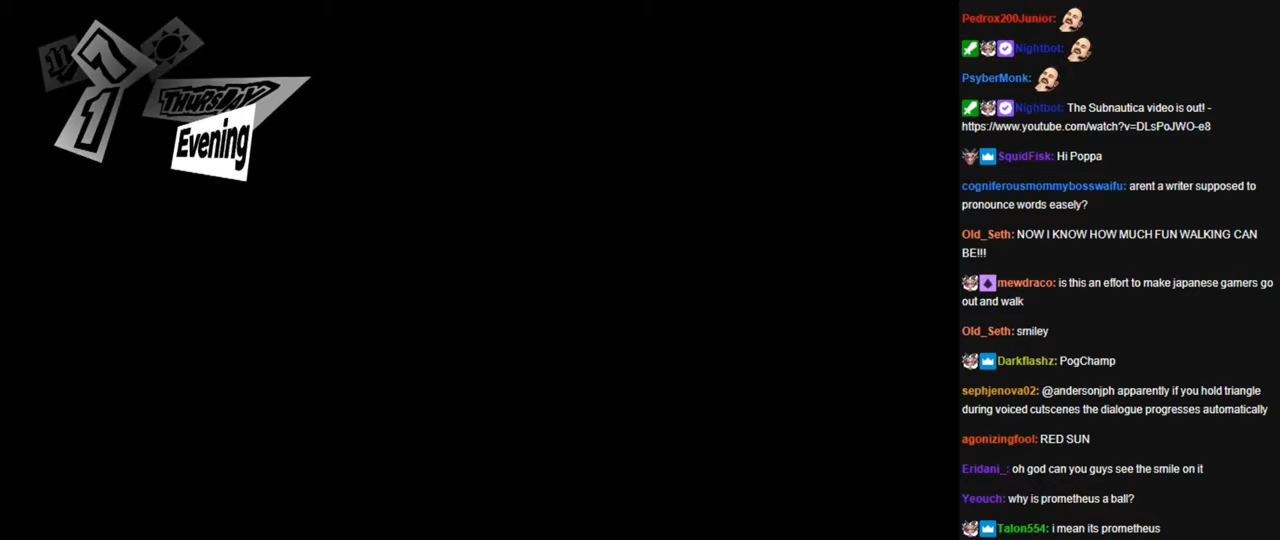 11
7
1
THURSDAY
Evening
Pedrox200Junior:
Nightbot:
PsyberMonk:
Nightbot: The Subnautica video is out! -
https://www.youtube.com/watch?v=DLsPoJWO-e8
SquidFisk: Hi Poppa
cogniferousmommybosswaifu: arent a writer supposed to
pronounce words easely?
Old_Seth: NOW I KNOW HOW MUCH FUN WALKING CAN
BE!!!
mewdraco: is this an effort to make japanese gamers go
out and walk
Old_Seth: smiley
Darkflashz: PogChamp
sephjenova02: @andersonjph apparently if you hold triangle
during voiced cutscenes the dialogue progresses automatically
agonizingfool: RED SUN
Eridani_: oh god can you guys see the smile on it
Yeouch: why is prometheus a ball?
Talon554: i mean its prometheus